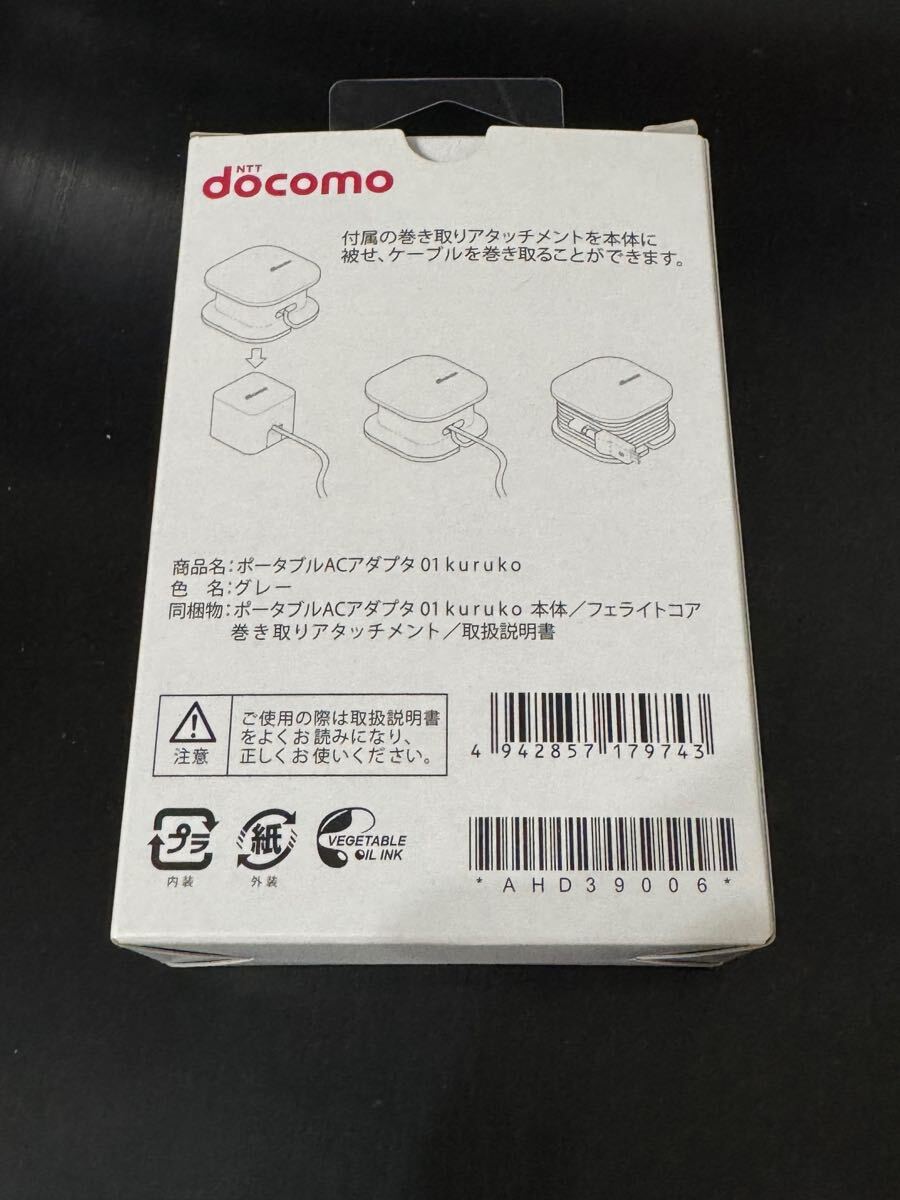 NTT
docomo
付属の巻き取りアタッチメントを本体に
被せ、ケーブルを巻き取ることができます。
商品名：ポータブルACアダプタ 01 kuruko
色　名：グレー
同梱物：ポータブルACアダプタ 01 kuruko 本体／フェライトコア
巻き取りアタッチメント／取扱説明書
注意
ご使用の際は取扱説明書
をよくお読みになり、
正しくお使いください。
4 942857 179743
プラ
内装
紙
外装
VEGETABLE
OIL INK
*AHD39006*